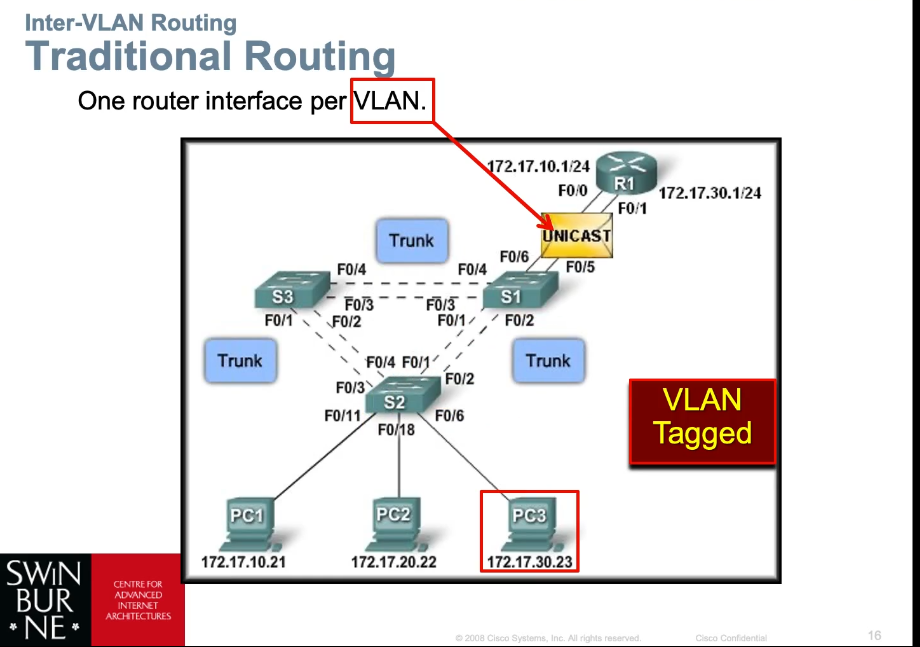 Inter-VLAN Routing
Traditional Routing
One router interface per VLAN.
172.17.10.1/24
F0/0
R1
172.17.30.1/24
F0/1
UNICAST
Trunk
F0/6
F0/5
F0/4
F0/4
S3
S1
F0/3
F0/3
F0/1
F0/2
F0/1
F0/2
Trunk
Trunk
F0/4
F0/1
F0/3
F0/2
S2
F0/11
F0/6
F0/18
VLAN
Tagged
PC1
PC2
PC3
172.17.10.21
172.17.20.22
172.17.30.23
SWIN
BUR
* NE *
CENTRE FOR
ADVANCED
INTERNET
ARCHITECTURES
© 2008 Cisco Systems, Inc. All rights reserved.
Cisco Confidential
16